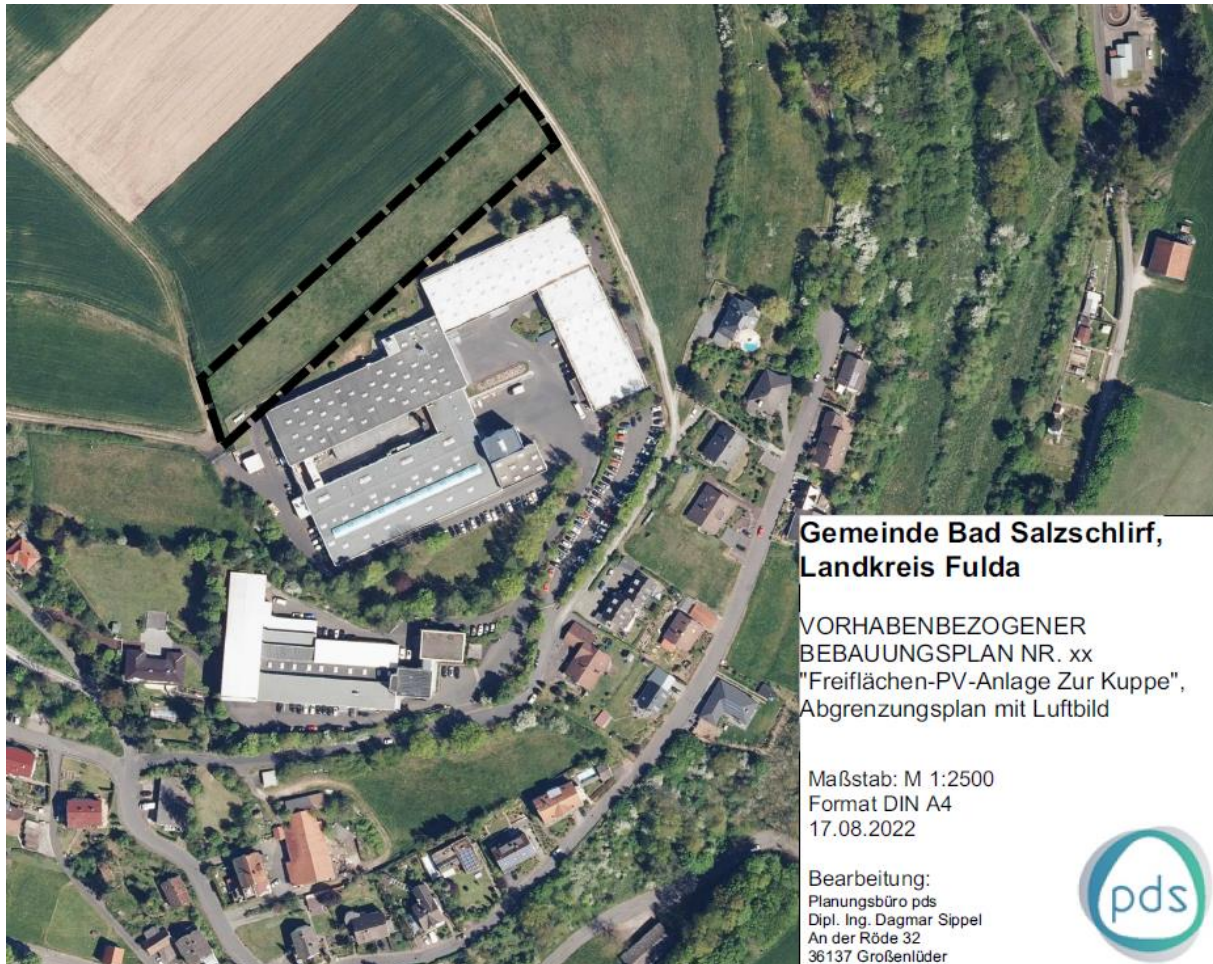 Gemeinde Bad Salzschlirf,
Landkreis Fulda
VORHABENBEZOGENER
BEBAUUNGSPLAN NR. xx
"Freiflächen-PV-Anlage Zur Kuppe",
Abgrenzungsplan mit Luftbild
Maßstab: M 1:2500
Format DIN A4
17.08.2022
Bearbeitung:
Planungsbüro pds
Dipl. Ing. Dagmar Sippel
An der Röde 32
36137 Großenlüder
pds